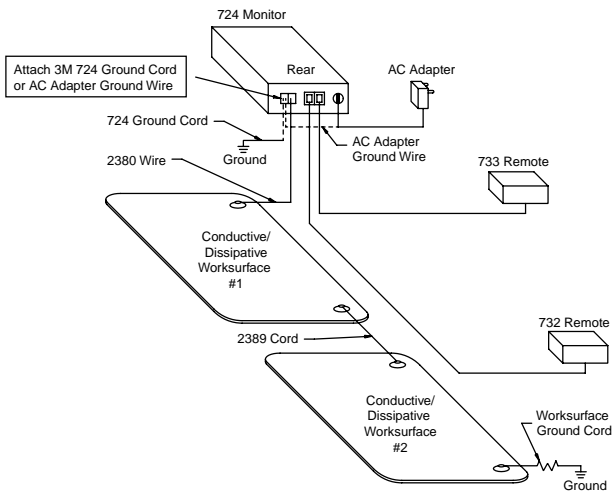 724 Monitor
Attach 3M 724 Ground Cord
or AC Adapter Ground Wire
Rear
AC Adapter
724 Ground Cord
Ground
AC Adapter
Ground Wire
2380 Wire
733 Remote
Conductive/
Dissipative
Worksurface
#1
2389 Cord
732 Remote
Conductive/
Dissipative
Worksurface
#2
Worksurface
Ground Cord
Ground